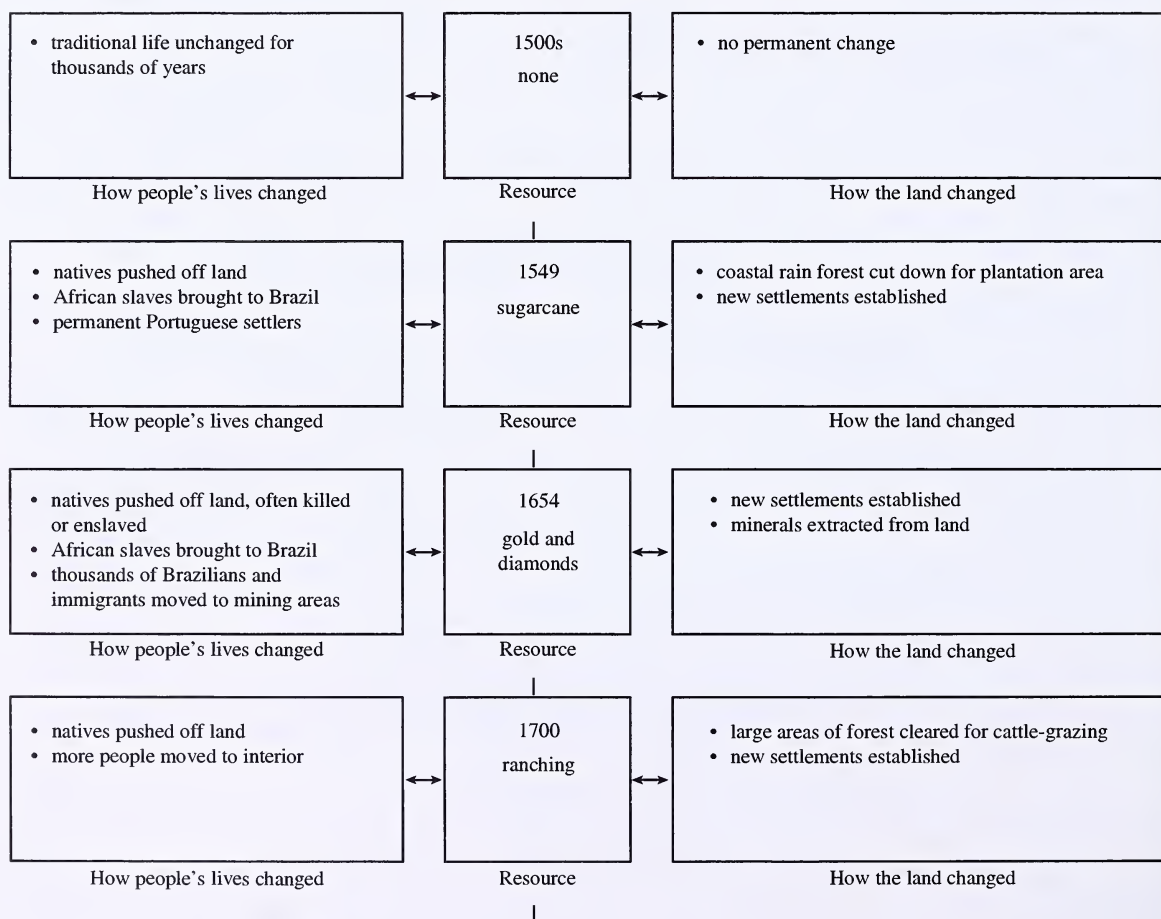 • traditional life unchanged for
thousands of years
1500s
none
• no permanent change
How people's lives changed
Resource
How the land changed
• natives pushed off land
• African slaves brought to Brazil
• permanent Portuguese settlers
1549
sugarcane
• coastal rain forest cut down for plantation area
• new settlements established
How people's lives changed
Resource
How the land changed
• natives pushed off land, often killed
or enslaved
• African slaves brought to Brazil
• thousands of Brazilians and
immigrants moved to mining areas
1654
gold and
diamonds
• new settlements established
• minerals extracted from land
How people's lives changed
Resource
How the land changed
• natives pushed off land
• more people moved to interior
1700
ranching
• large areas of forest cleared for cattle-grazing
• new settlements established
How people's lives changed
Resource
How the land changed